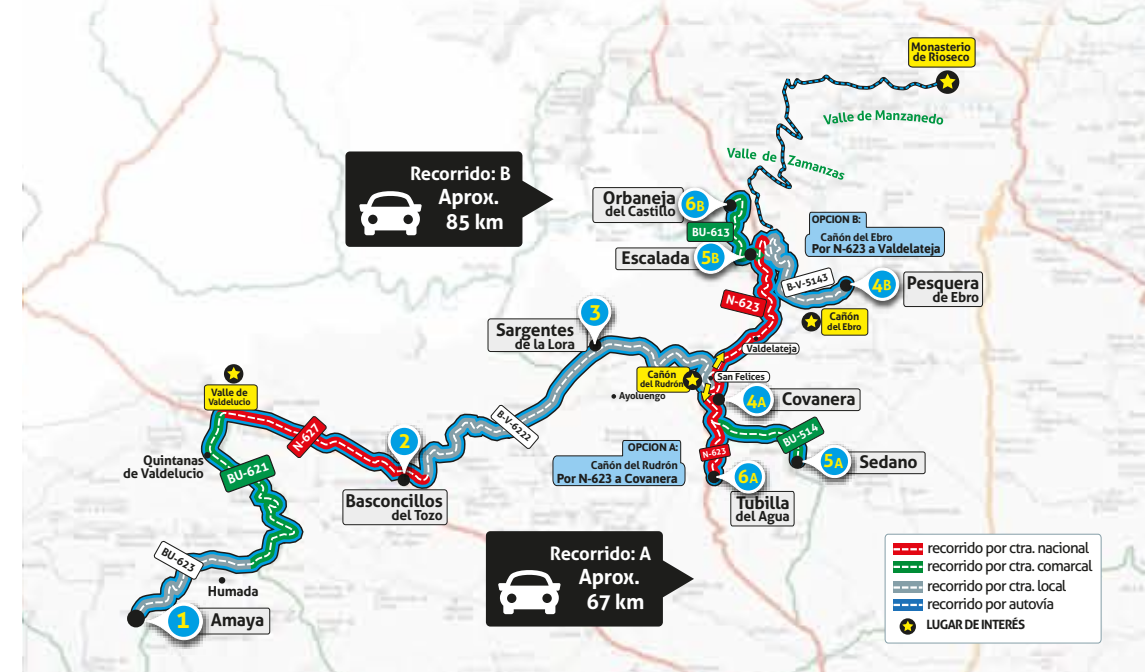 Monasterio
de Rioseco
Valle de Manzanedo
Valle de Zamanzas
Recorrido: B
Aprox.
85 km
Orbaneja
del Castillo
6B
BU-613
OPCION B:
Cañón del Ebro
Por N-623 a Valdelateja
Escalada
5B
B-V-5143
4B
Pesquera
de Ebro
N-623
Cañón
del Ebro
3
Sargentes
de la Lora
Valdelateja
Cañón
del Rudrón
San Felices
Ayoluengo
4A
Covanera
Valle de
Valdelucio
N-627
B-V-6222
2
BU-514
OPCION A:
Cañón del Rudrón
Por N-623 a Covanera
N-623
5A
Sedano
Quintanas
de Valdelucio
BU-621
6A
Basconcillos
del Tozo
Tubilla
del Agua
Recorrido: A
Aprox.
67 km
BU-623
Humada
1
Amaya
recorrido por ctra. nacional
recorrido por ctra. comarcal
recorrido por ctra. local
recorrido por autovía
LUGAR DE INTERÉS